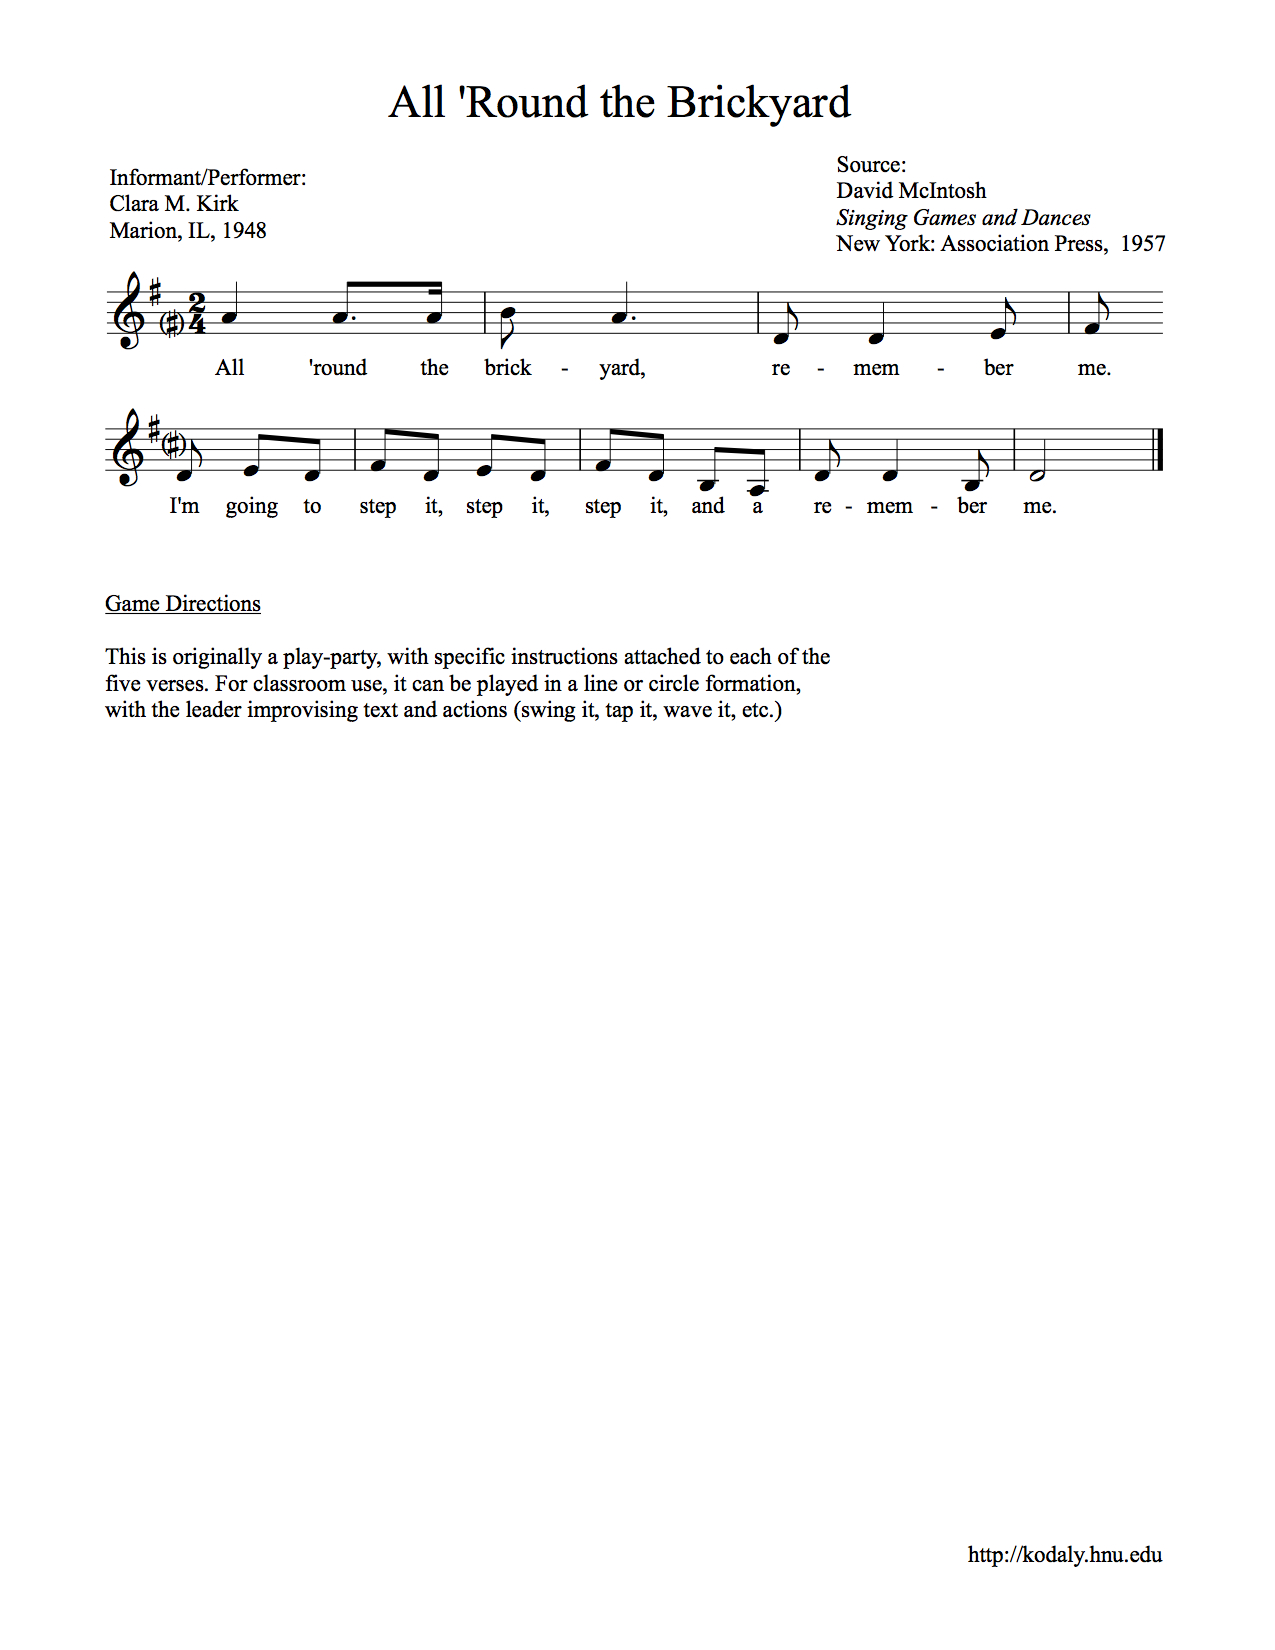 All 'Round the Brickyard
Informant/Performer:
Clara M. Kirk
Marion, IL, 1948
Source:
David McIntosh
Singing Games and Dances
New York: Association Press,  1957
2
4
All 'round the brick - yard, re - mem - ber me.
I'm going to step it, step it, step it, and a re - mem - ber me.
Game Directions
This is originally a play-party, with specific instructions attached to each of the
five verses. For classroom use, it can be played in a line or circle formation,
with the leader improvising text and actions (swing it, tap it, wave it, etc.)
http://kodaly.hnu.edu